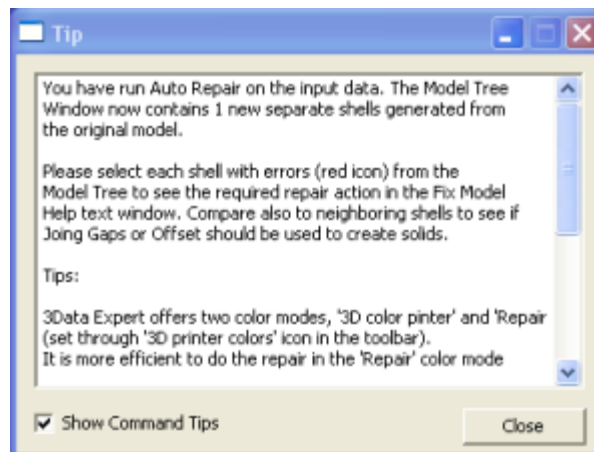 Tip
You have run Auto Repair on the input data. The Model Tree
Window now contains 1 new separate shells generated from
the original model.
Please select each shell with errors (red icon) from the
Model Tree to see the required repair action in the Fix Model
Help text window. Compare also to neighboring shells to see if
Joing Gaps or Offset should be used to create solids.
Tips:
3Data Expert offers two color modes, '3D color pinter' and 'Repair
(set through '3D printer colors' icon in the toolbar).
It is more efficient to do the repair in the 'Repair' color mode
Show Command Tips
Close